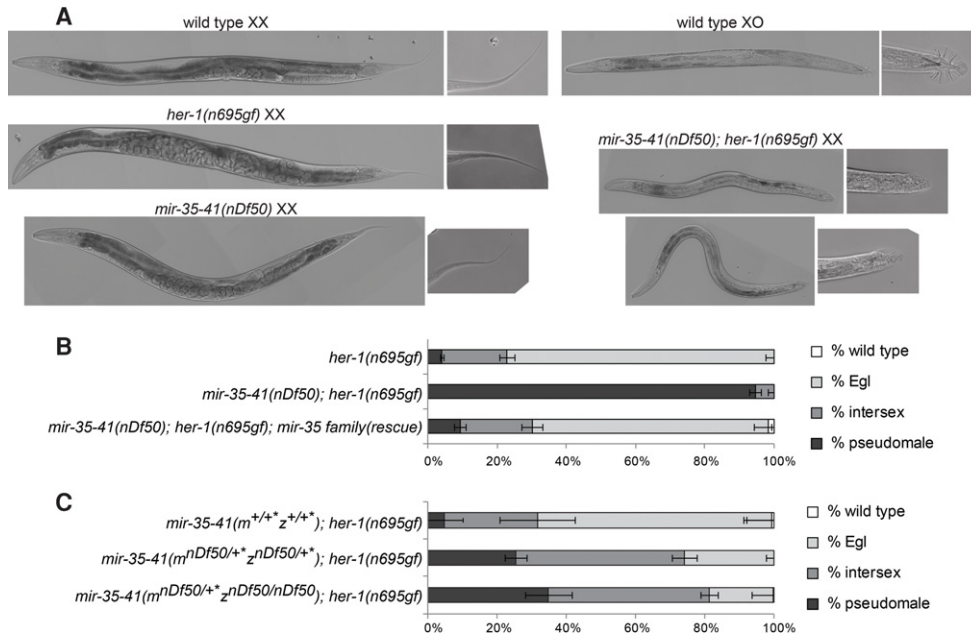 A
wild type XX
wild type XO
her-1(n695gf) XX
mir-35-41(nDf50); her-1(n695gf) XX
mir-35-41(nDf50) XX
B
her-1(n695gf)
mir-35-41(nDf50); her-1(n695gf)
mir-35-41(nDf50); her-1(n695gf); mir-35 family(rescue)
0% 20% 40% 60% 80% 100%
% wild type
% Egl
% intersex
% pseudomale
C
mir-35-41(m+/+*z+/+*); her-1(n695gf)
mir-35-41(mnDf50/+*znDf50/+*); her-1(n695gf)
mir-35-41(mnDf50/+*znDf50/nDf50); her-1(n695gf)
0% 20% 40% 60% 80% 100%
% wild type
% Egl
% intersex
% pseudomale